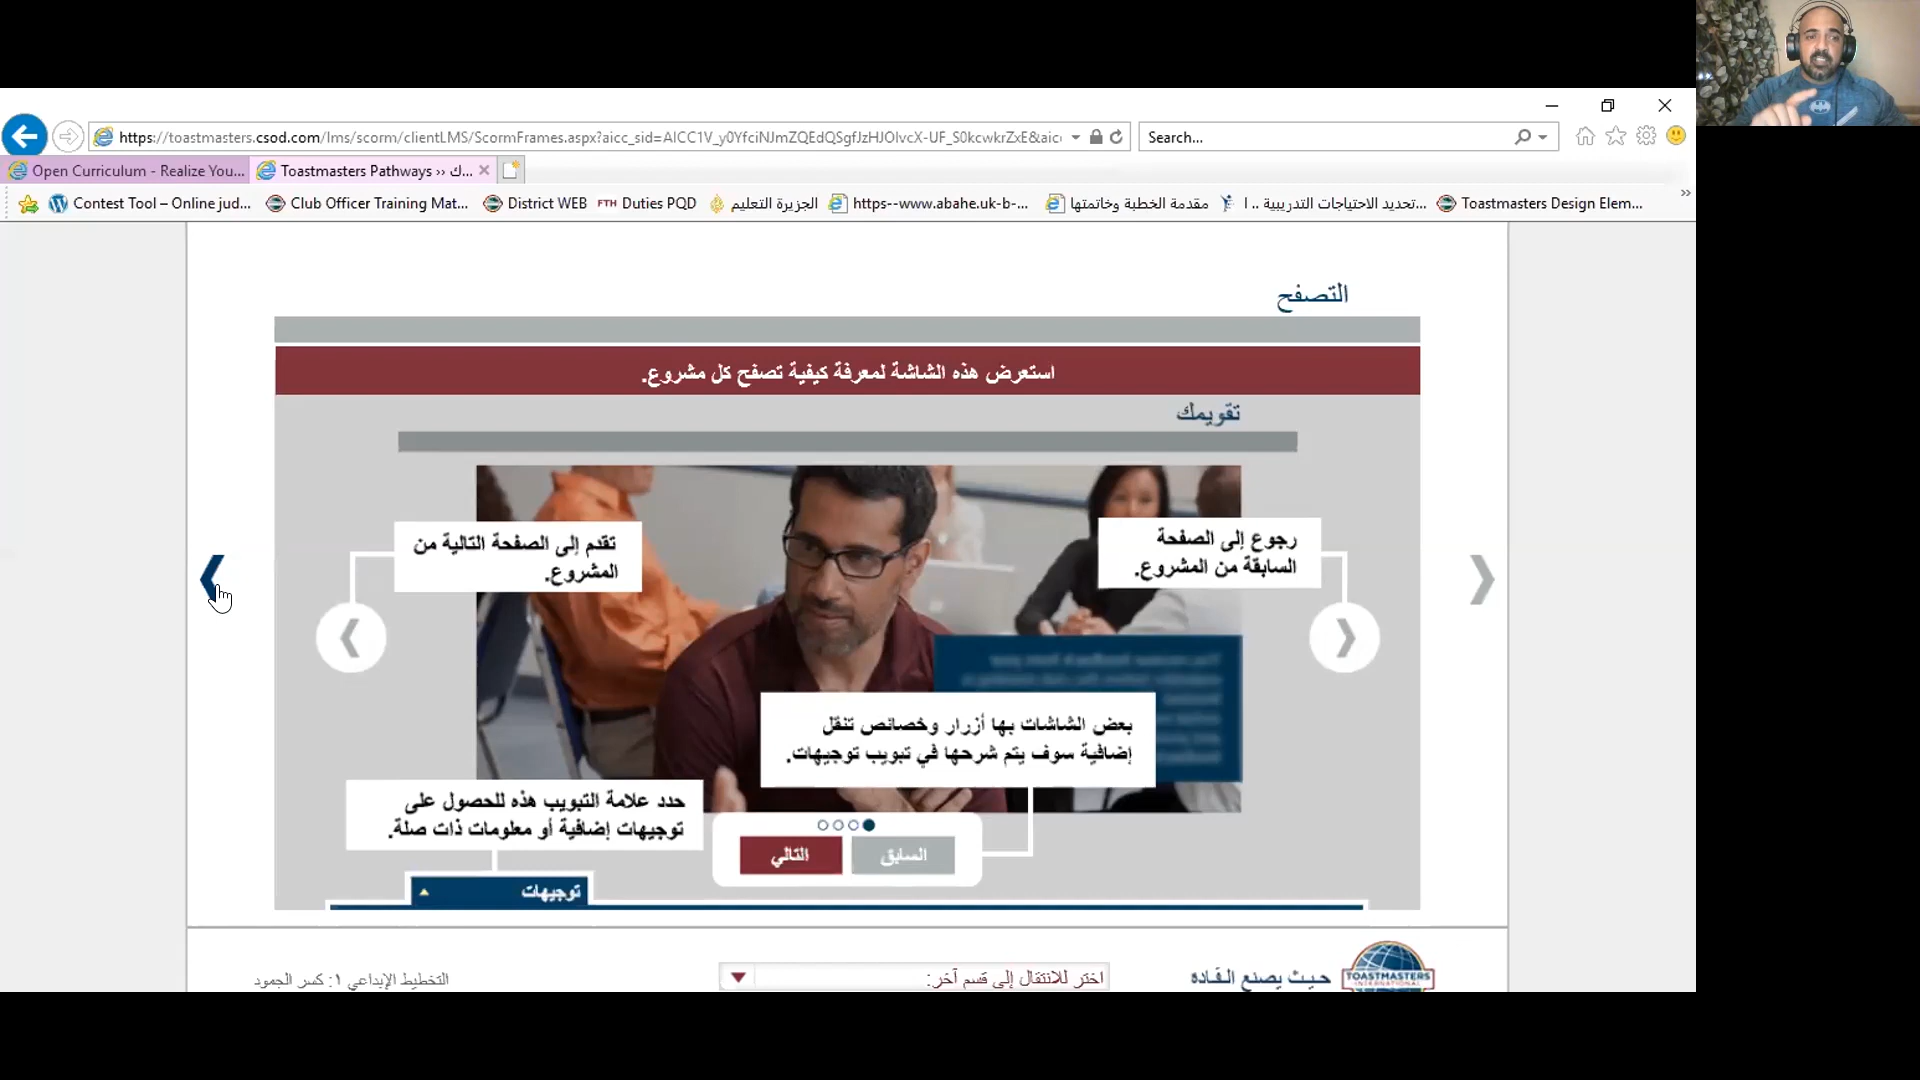 https://toastmasters.csod.com/lms/scorm/clientLMS/ScormFrames.aspx?aicc_sid=AICC1V_y0YfciNJmZQEdQSgfJzHJOlvcX-UF_S0kcwkrZxE&aicc
Search...
Open Curriculum - Realize You...
Toastmasters Pathways ›› ك...
Contest Tool – Online jud...
Club Officer Training Mat...
District WEB
FTH Duties PQD
الجزيرة التعليم
https--www.abahe.uk-b-...
مقدمة الخطبة وخاتمتها
تحديد الاحتياجات التدريبية .. ا...
Toastmasters Design Elem...
التصفح
استعرض هذه الشاشة لمعرفة كيفية تصفح كل مشروع.
تقويمك
رجوع إلى الصفحة
السابقة من المشروع.
تقدم إلى الصفحة التالية من
المشروع.
بعض الشاشات بها أزرار وخصائص تنقل
إضافية سوف يتم شرحها في تبويب توجيهات.
حدد علامة التبويب هذه للحصول على
توجيهات إضافية أو معلومات ذات صلة.
السابق
التالي
توجيهات
TOASTMASTERS
INTERNATIONAL
حيث يصنع القادة
اختر للانتقال إلى قسم آخر:
التخطيط الإبداعي ١: كسر الجمود